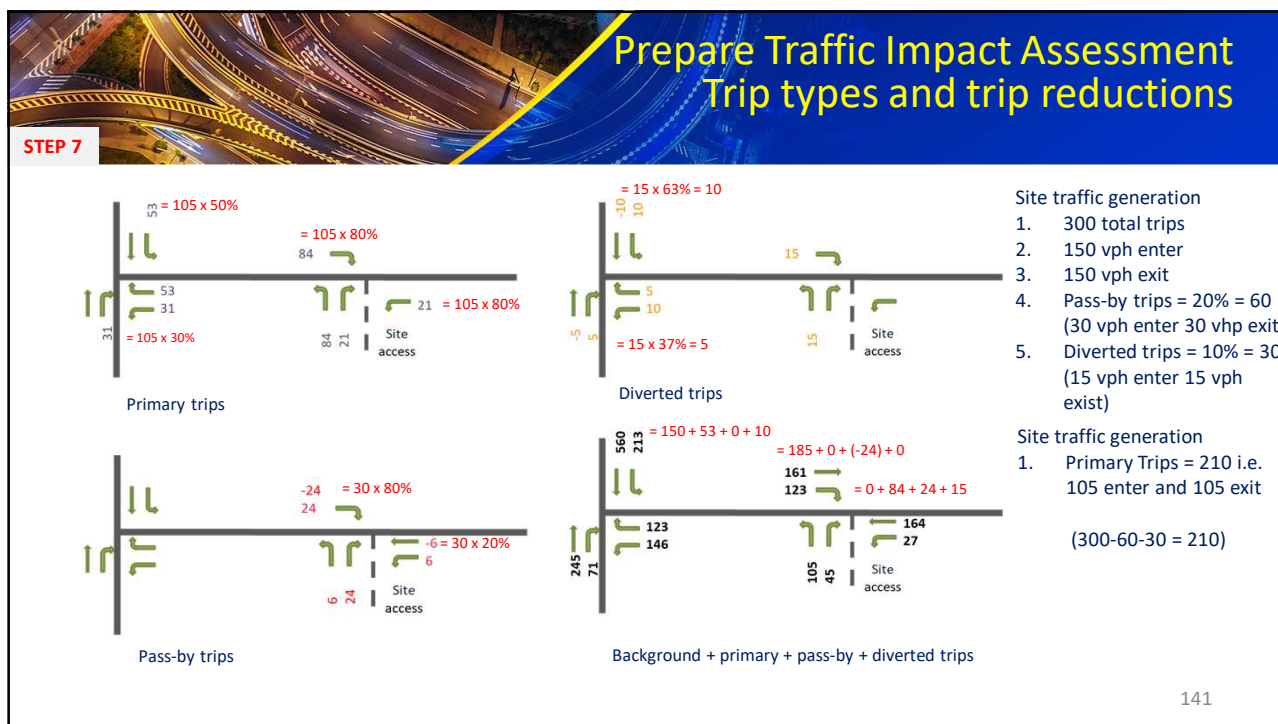 Prepare Traffic Impact Assessment
Trip types and trip reductions
STEP 7
53
= 105 x 50%
= 105 x 80%
84
53
31
31
= 105 x 30%
84
21
21
= 105 x 80%
Site
access
Primary trips
= 15 x 63% = 10
-10
10
15
5
10
-5
5
= 15 x 37% = 5
15
Site
access
Diverted trips
-24
= 30 x 80%
24
-6
= 30 x 20%
6
6
24
Site
access
Pass-by trips
560
213
= 150 + 53 + 0 + 10
= 185 + 0 + (-24) + 0
161
123
= 0 + 84 + 24 + 15
123
146
245
71
164
27
105
45
Site
access
Background + primary + pass-by + diverted trips
Site traffic generation
1. 300 total trips
2. 150 vph enter
3. 150 vph exit
4. Pass-by trips = 20% = 60
(30 vph enter 30 vhp exit
5. Diverted trips = 10% = 30
(15 vph enter 15 vph
exist)
Site traffic generation
1. Primary Trips = 210 i.e.
105 enter and 105 exit
(300-60-30 = 210)
141